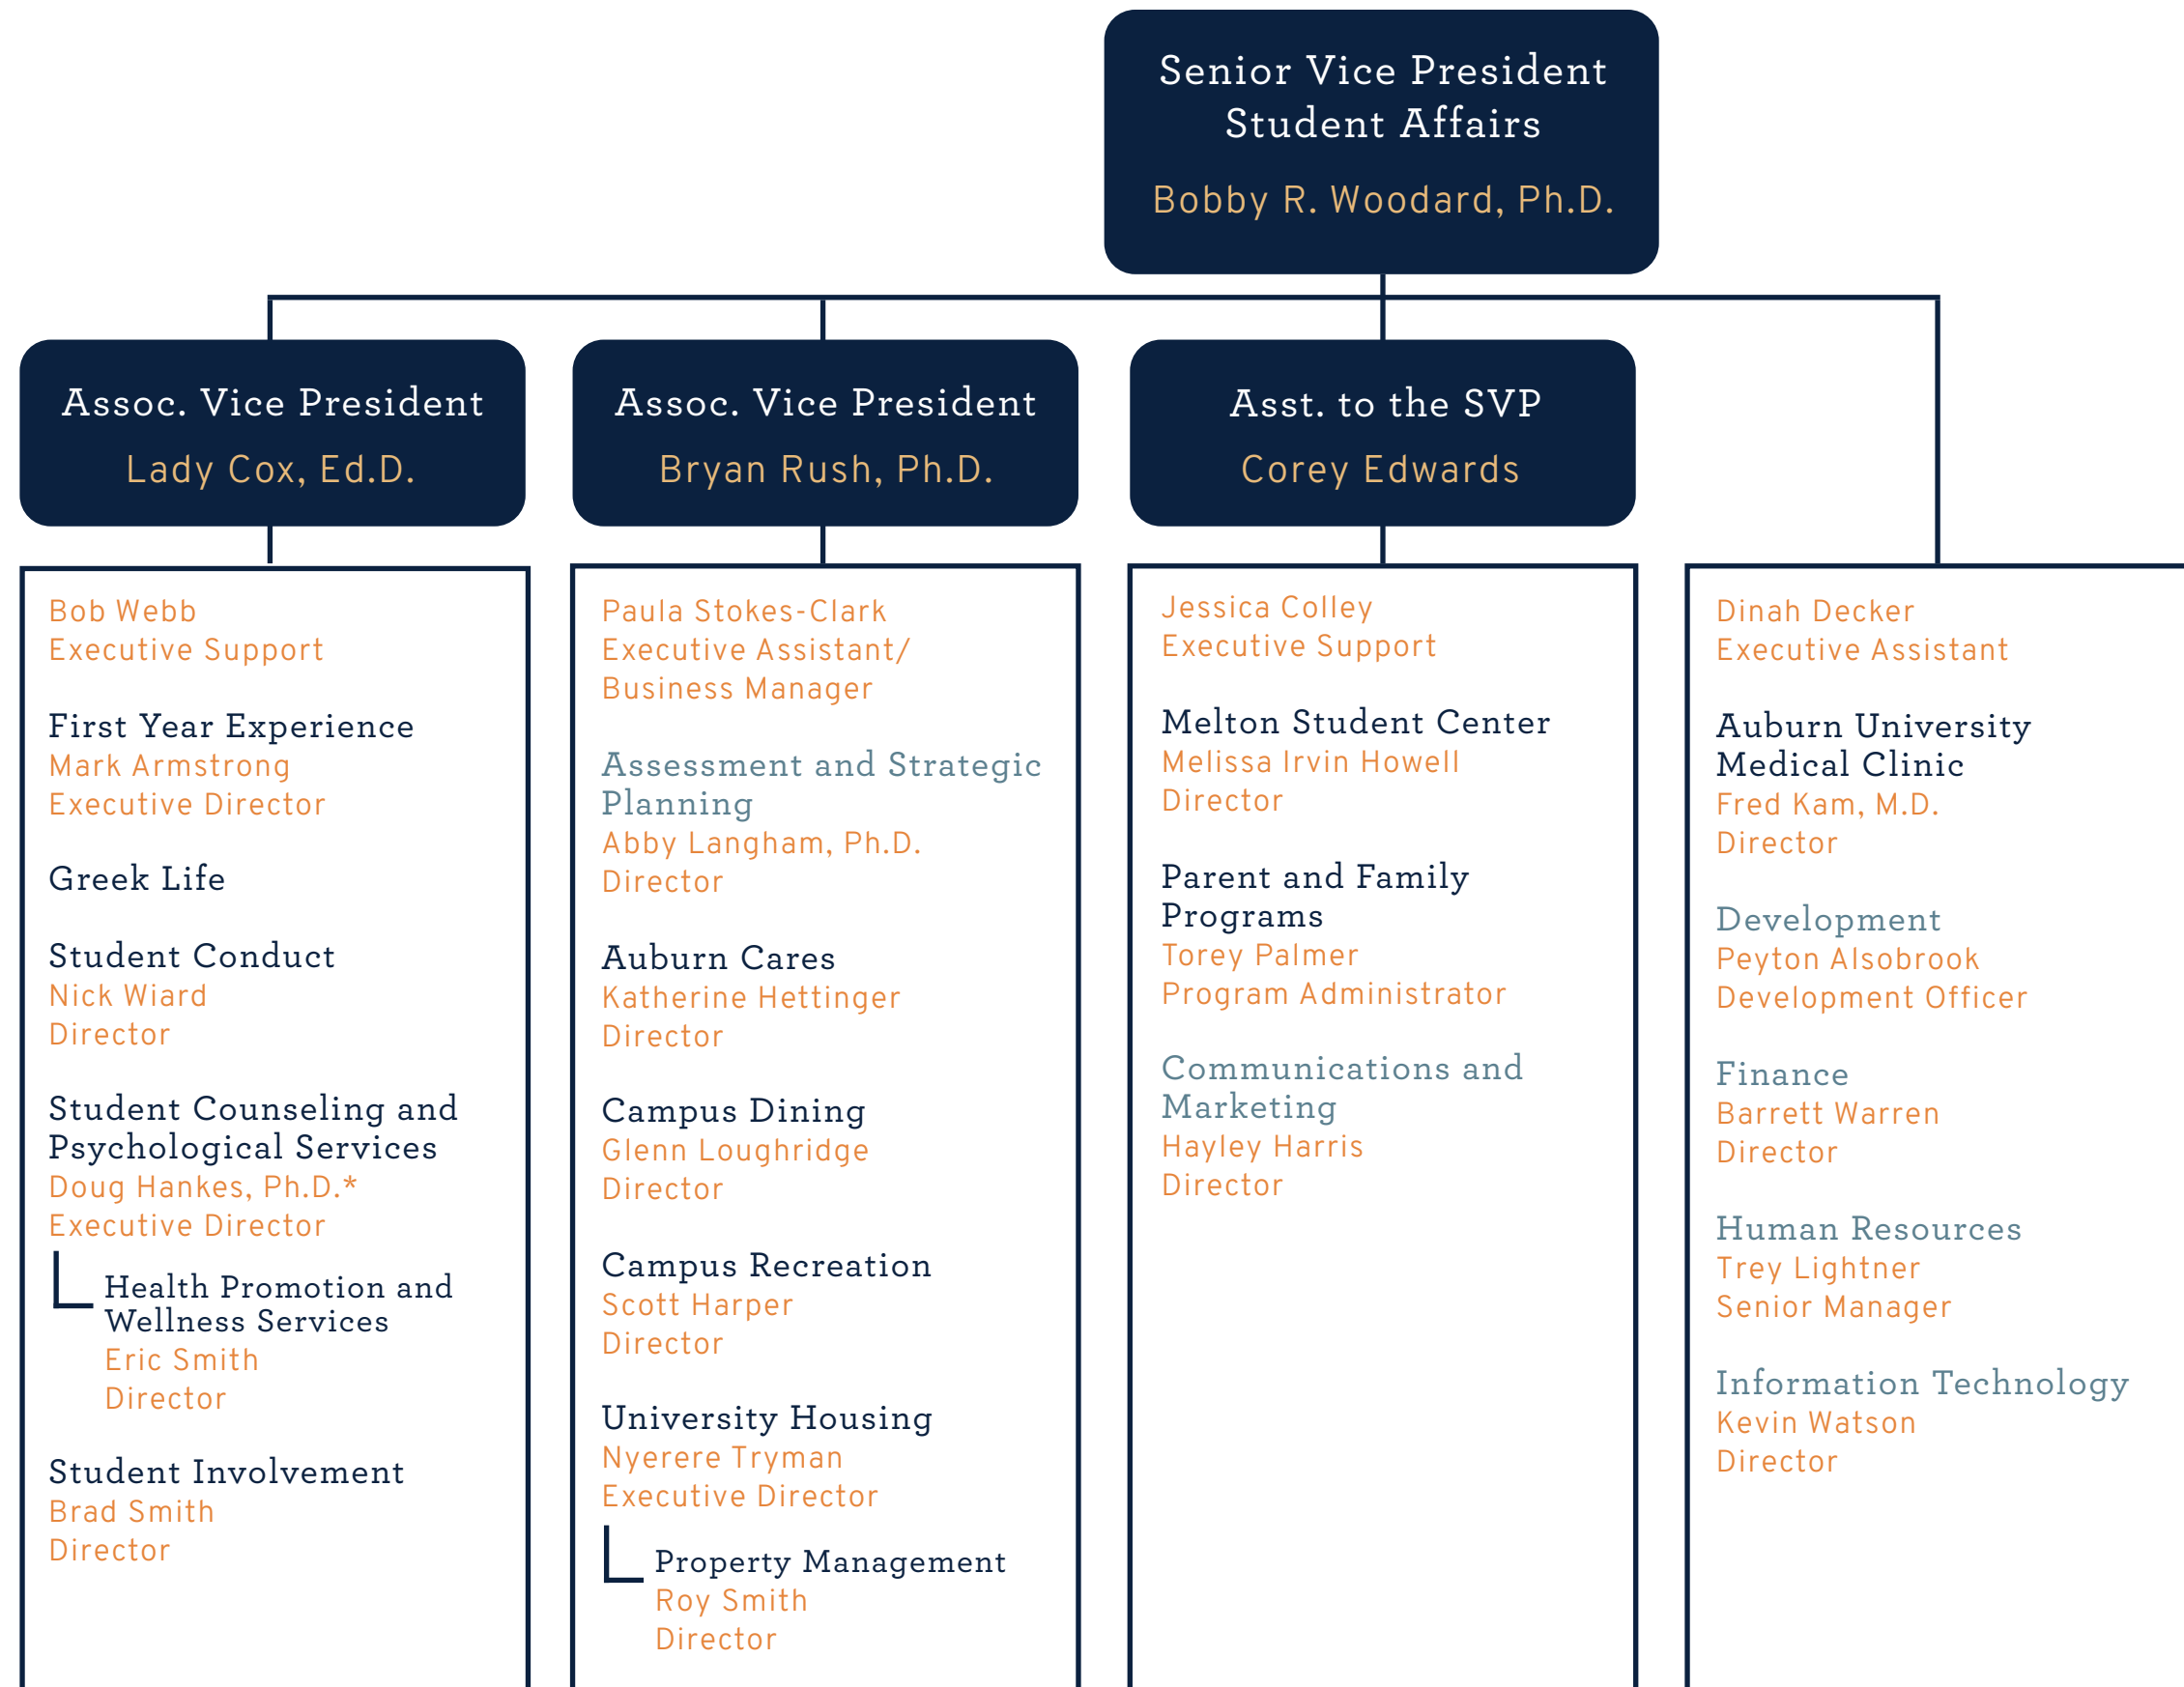 Senior Vice President
Student Affairs
Bobby R. Woodard, Ph.D.
Assoc. Vice President
Lady Cox, Ed.D.
Assoc. Vice President
Bryan Rush, Ph.D.
Asst. to the SVP
Corey Edwards
Bob Webb
Executive Support
First Year Experience
Mark Armstrong
Executive Director
Greek Life
Student Conduct
Nick Wiard
Director
Student Counseling and
Psychological Services
Doug Hankes, Ph.D.*
Executive Director
Health Promotion and
Wellness Services
Eric Smith
Director
Student Involvement
Brad Smith
Director
Paula Stokes-Clark
Executive Assistant/
Business Manager
Assessment and Strategic
Planning
Abby Langham, Ph.D.
Director
Auburn Cares
Katherine Hettinger
Director
Campus Dining
Glenn Loughridge
Director
Campus Recreation
Scott Harper
Director
University Housing
Nyerere Tryman
Executive Director
Property Management
Roy Smith
Director
Jessica Colley
Executive Support
Melton Student Center
Melissa Irvin Howell
Director
Parent and Family
Programs
Torey Palmer
Program Administrator
Communications and
Marketing
Hayley Harris
Director
Dinah Decker
Executive Assistant
Auburn University
Medical Clinic
Fred Kam, M.D.
Director
Development
Peyton Alsobrook
Development Officer
Finance
Barrett Warren
Director
Human Resources
Trey Lightner
Senior Manager
Information Technology
Kevin Watson
Director